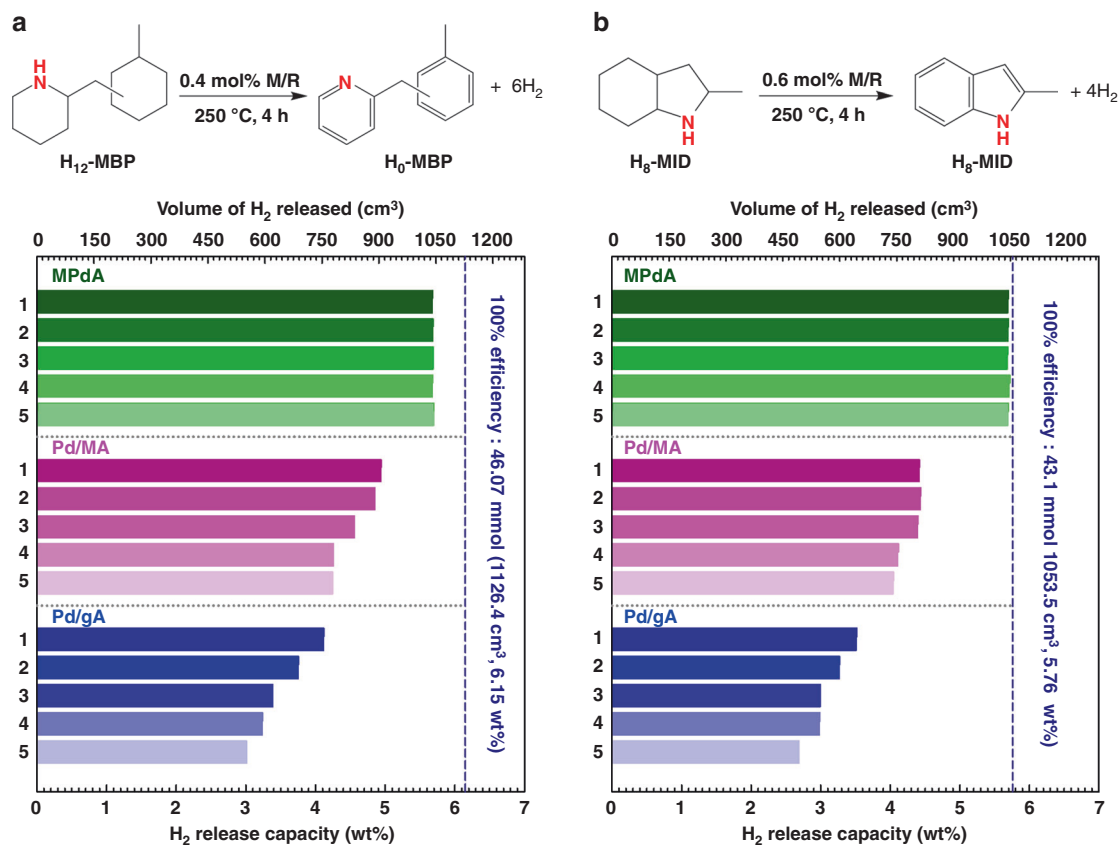 a
H
N
0.4 mol% M/R
250 °C, 4 h
N
+ 6H₂
H₁₂-MBP
H₀-MBP
Volume of H₂ released (cm³)
0 150 300 450 600 750 900 1050 1200
MPdA
1
2
3
4
5
Pd/MA
1
2
3
4
5
Pd/gA
1
2
3
4
5
100% efficiency : 46.07 mmol (1126.4 cm³, 6.15 wt%)
0 1 2 3 4 5 6 7
H₂ release capacity (wt%)
b
0.6 mol% M/R
250 °C, 4 h
N
H
N
H
+ 4H₂
H₈-MID
H₈-MID
Volume of H₂ released (cm³)
0 150 300 450 600 750 900 1050 1200
MPdA
1
2
3
4
5
Pd/MA
1
2
3
4
5
Pd/gA
1
2
3
4
5
100% efficiency : 43.1 mmol 1053.5 cm³, 5.76 wt%)
0 1 2 3 4 5 6 7
H₂ release capacity (wt%)